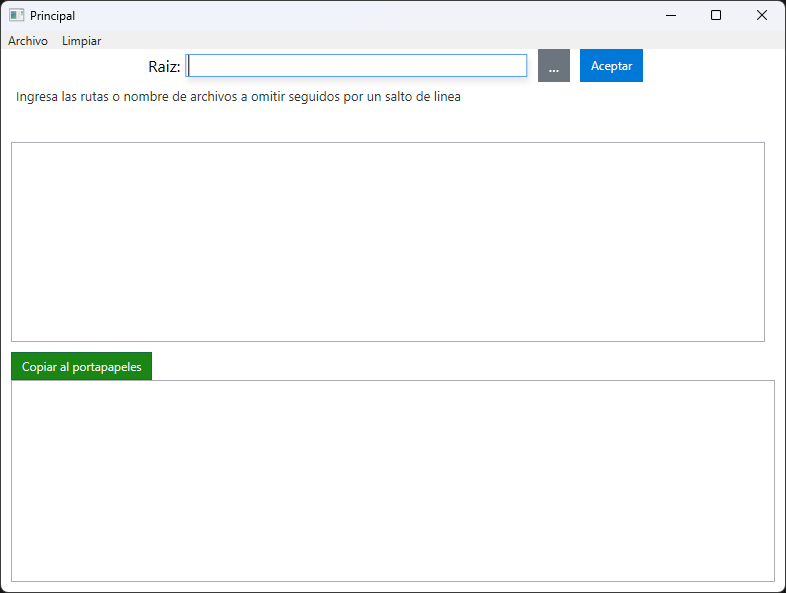 Principal
Archivo Limpiar
Raiz: ... Aceptar
Ingresa las rutas o nombre de archivos a omitir seguidos por un salto de linea
Copiar al portapapeles